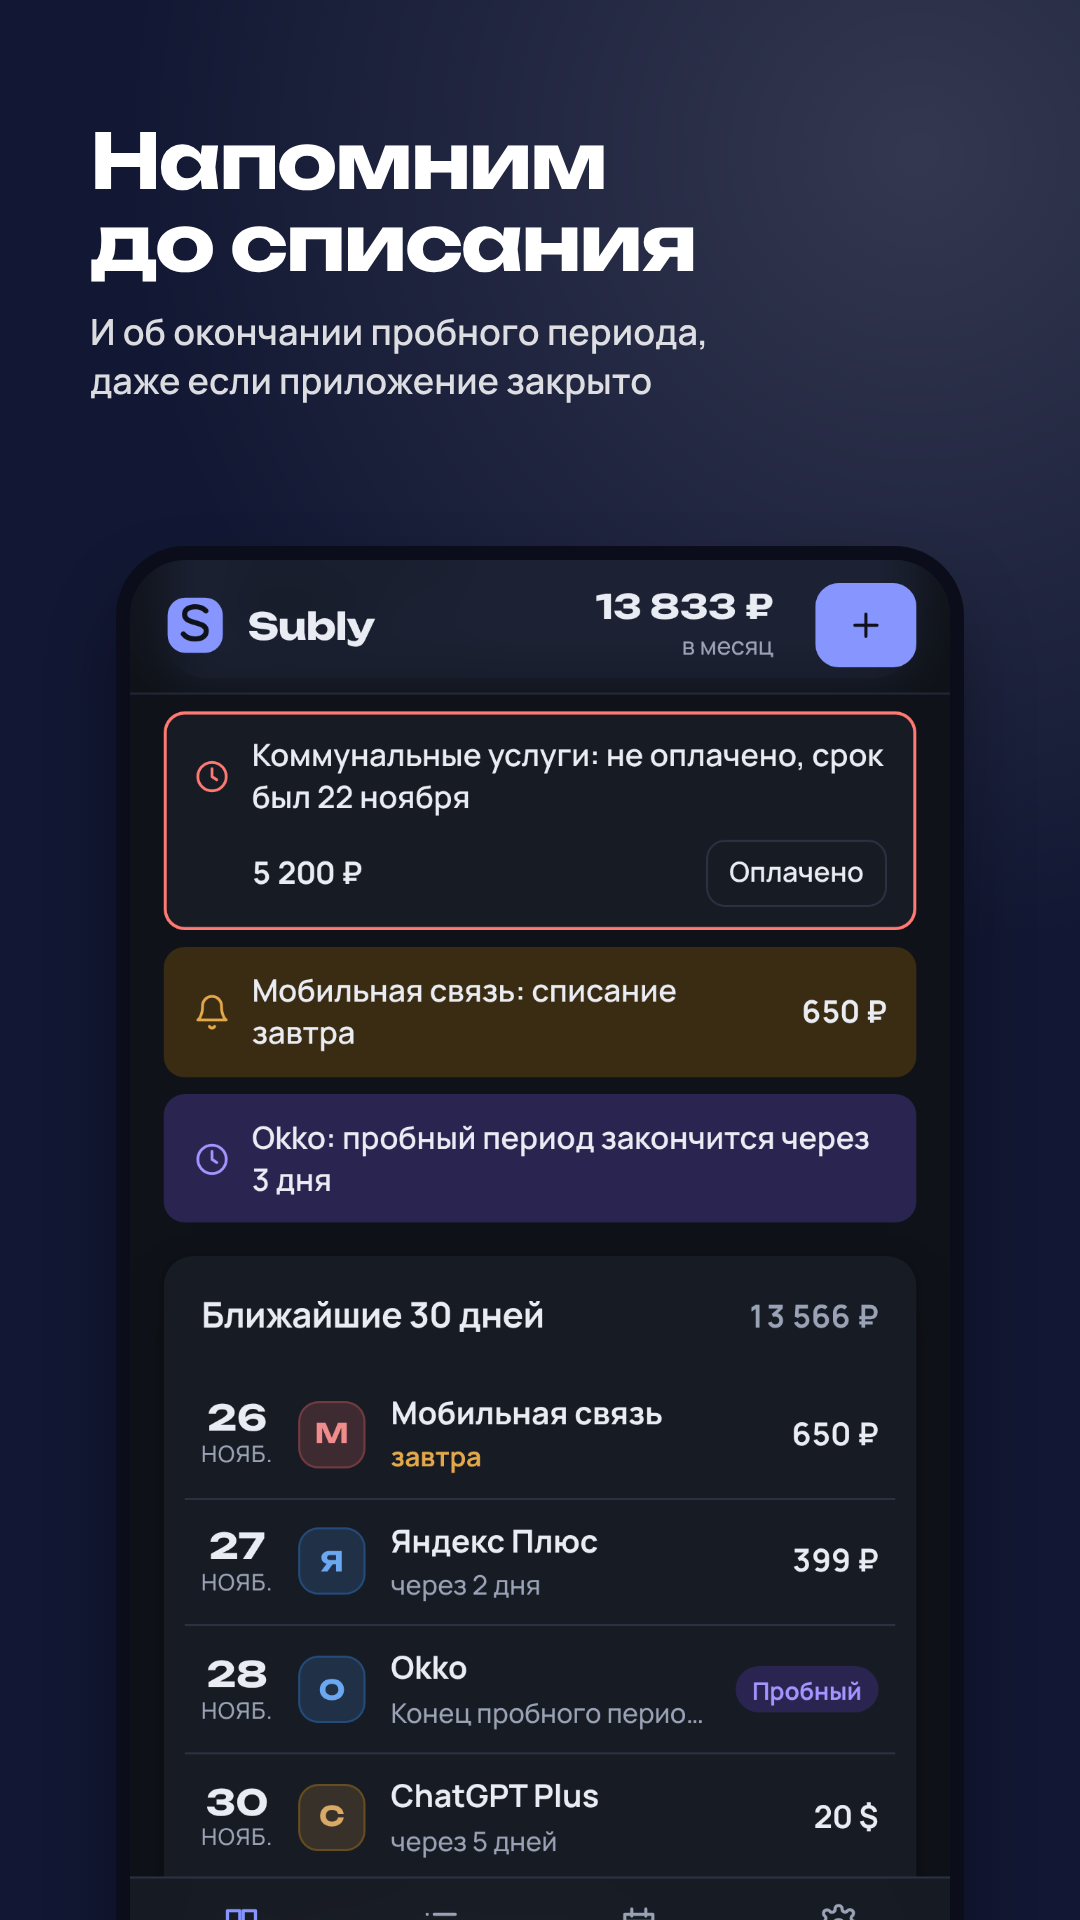 Напомним
до списания
И об окончании пробного периода,
даже если приложение закрыто
S Subly
13 833 ₽
в месяц
+
Коммунальные услуги: не оплачено, срок
был 22 ноября
5 200 ₽
Оплачено
Мобильная связь: списание
завтра
650 ₽
Okko: пробный период закончится через
3 дня
Ближайшие 30 дней
13 566 ₽
26
НОЯБ.
М
Мобильная связь
завтра
650 ₽
27
НОЯБ.
Я
Яндекс Плюс
через 2 дня
399 ₽
28
НОЯБ.
O
Okko
Конец пробного перио...
Пробный
30
НОЯБ.
C
ChatGPT Plus
через 5 дней
20 $